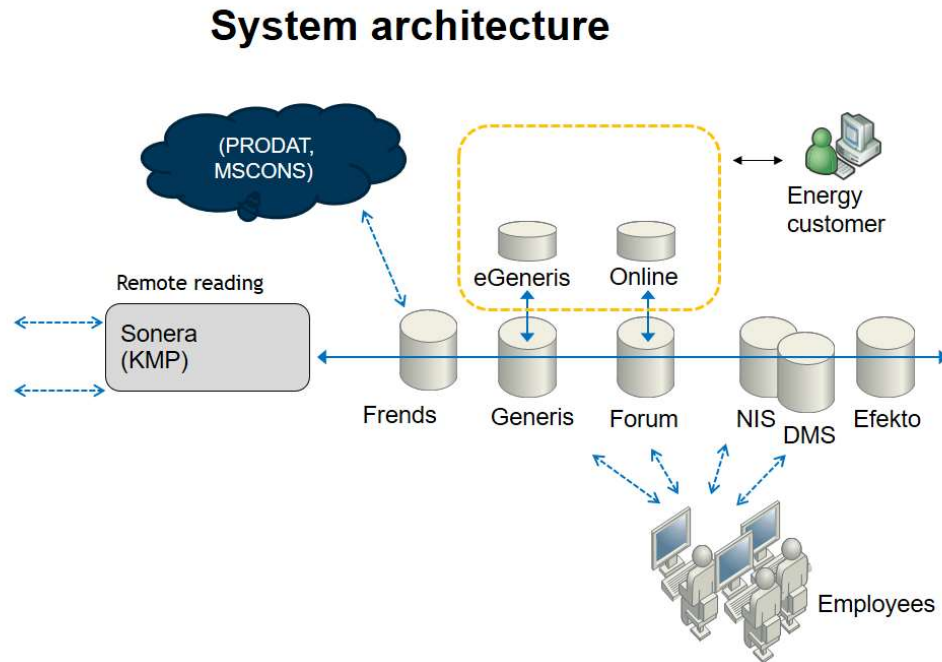 System architecture
(PRODAT,
MSCONS)
Energy
customer
eGeneris
Online
Remote reading
Sonera
(KMP)
Frends
Generis
Forum
NIS
DMS
Efekto
Employees